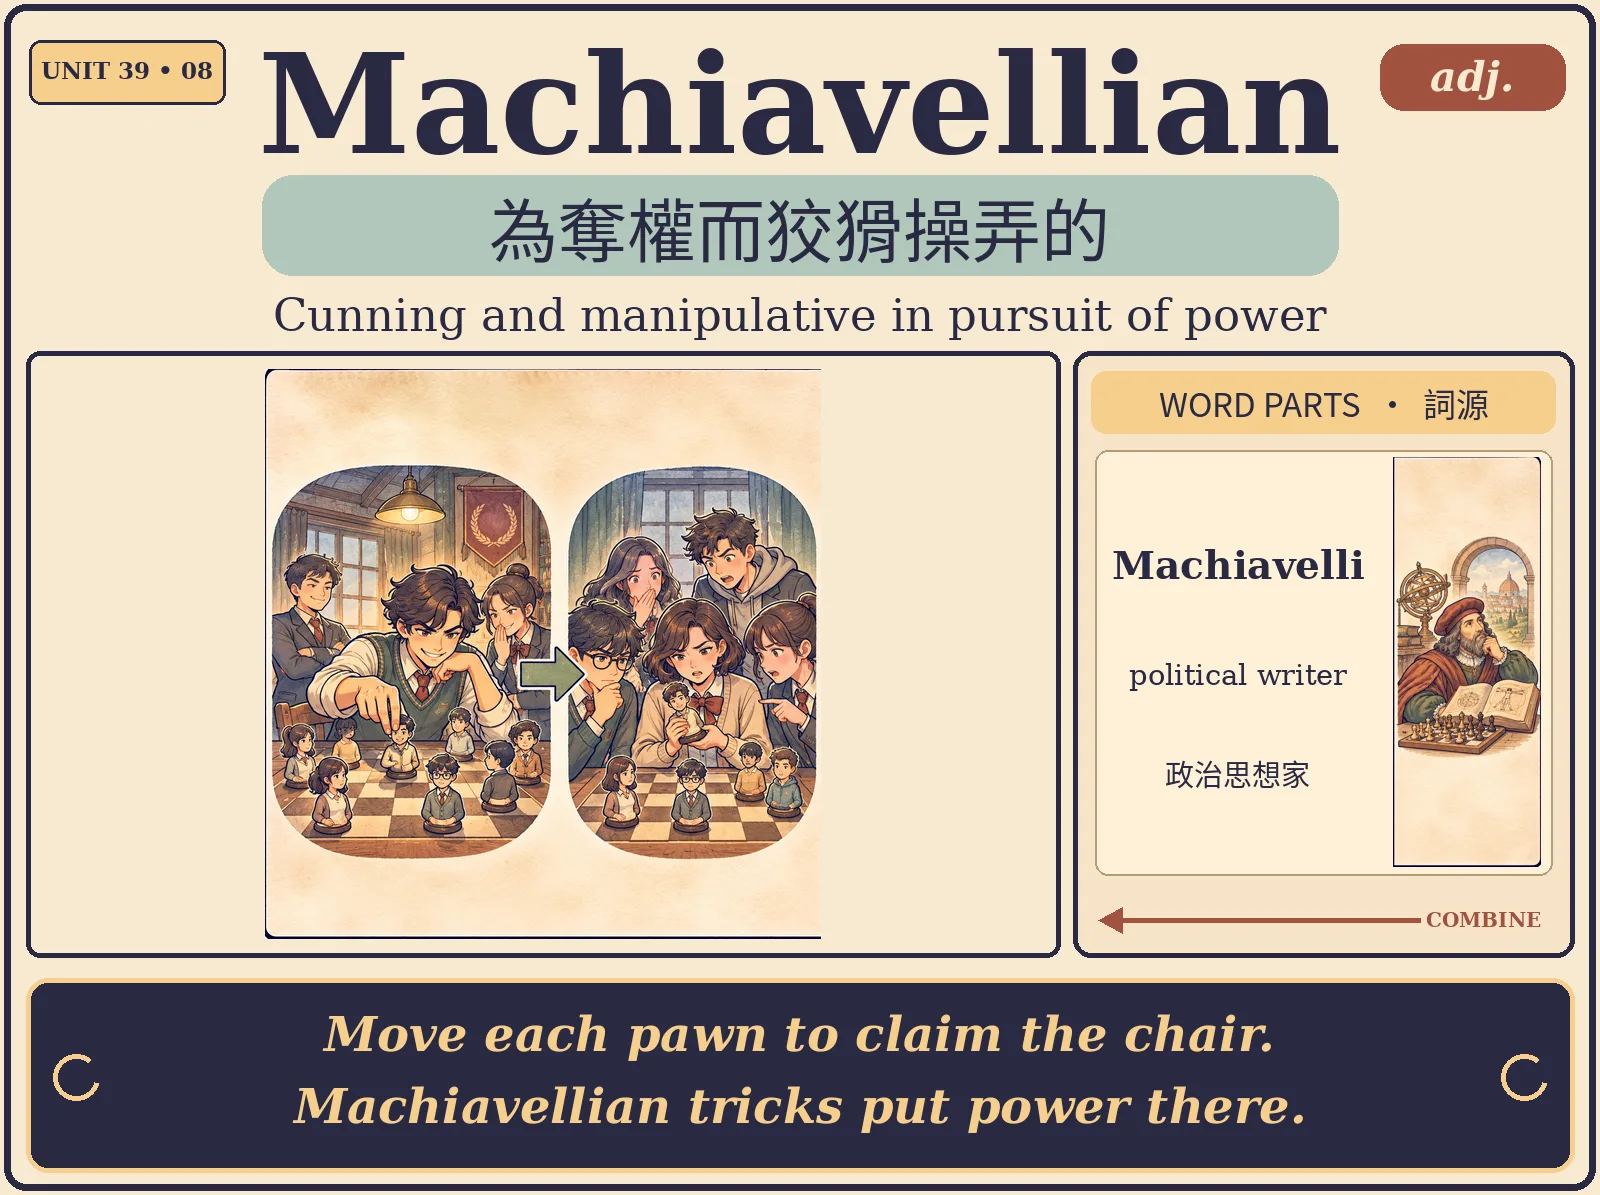 UNIT 39 • 08
Machiavellian
adj.
為奪權而狡猾操弄的
Cunning and manipulative in pursuit of power
WORD PARTS • 詞源
Machiavelli
political writer
政治思想家
COMBINE
Move each pawn to claim the chair.
Machiavellian tricks put power there.